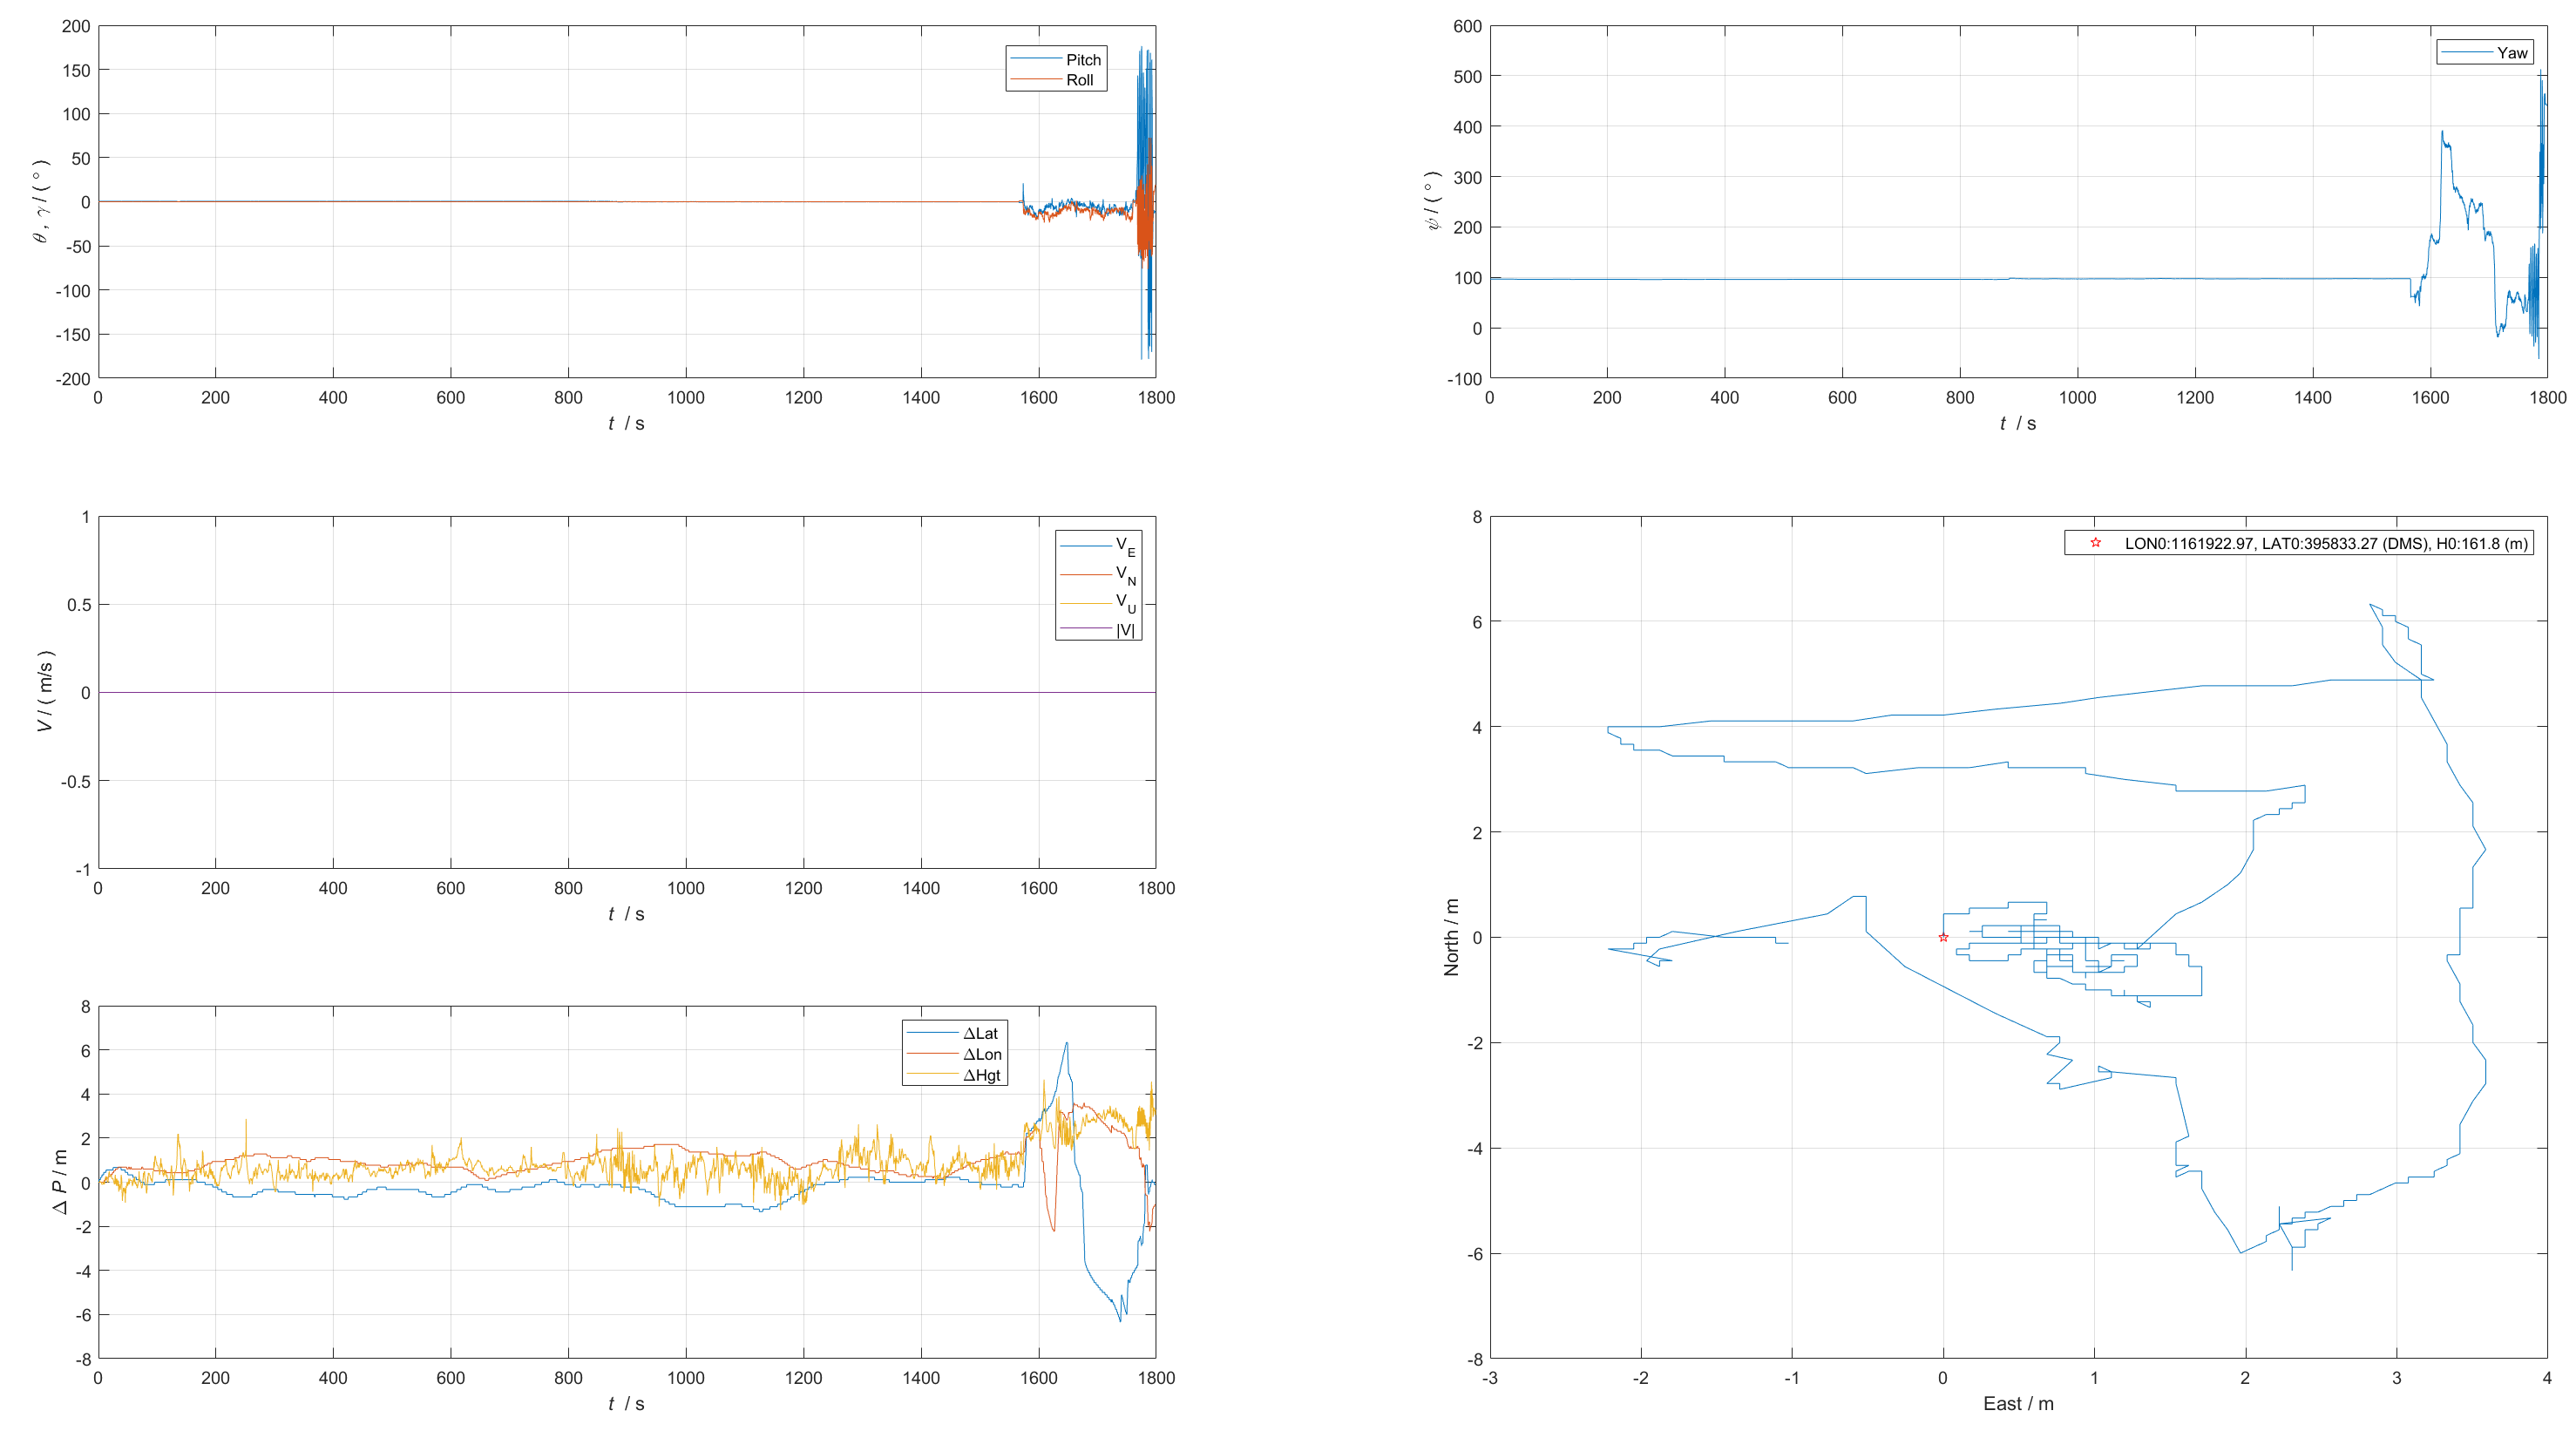 200
150
100
50
0
-50
-100
-150
-200
θ, γ / ( ° )
Pitch
Roll
0 200 400 600 800 1000 1200 1400 1600 1800
t / s
600
500
400
300
200
100
0
-100
ψ / ( ° )
Yaw
0 200 400 600 800 1000 1200 1400 1600 1800
t / s
1
0.5
0
-0.5
-1
V / ( m/s )
V_E
V_N
V_U
|V|
0 200 400 600 800 1000 1200 1400 1600 1800
t / s
8
6
4
2
0
-2
-4
-6
-8
Δ P / m
ΔLat
ΔLon
ΔHgt
0 200 400 600 800 1000 1200 1400 1600 1800
t / s
8
6
4
2
0
-2
-4
-6
-8
North / m
LON0:1161922.97, LAT0:395833.27 (DMS), H0:161.8 (m)
-3 -2 -1 0 1 2 3 4
East / m